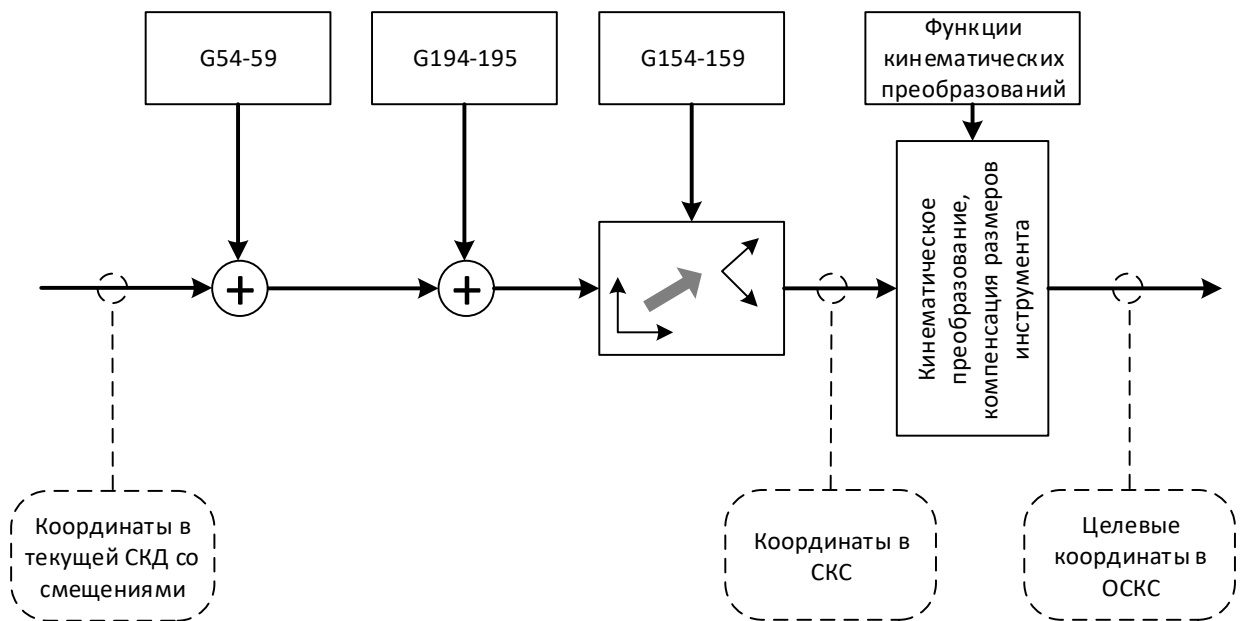 G54-59
G194-195
G154-159
Функции
кинематических
преобразований
+
+
Кинематическое
преобразование,
компенсация размеров
инструмента
Координаты в
текущей СКД со
смещениями
Координаты в
СКС
Целевые
координаты в
ОСКС